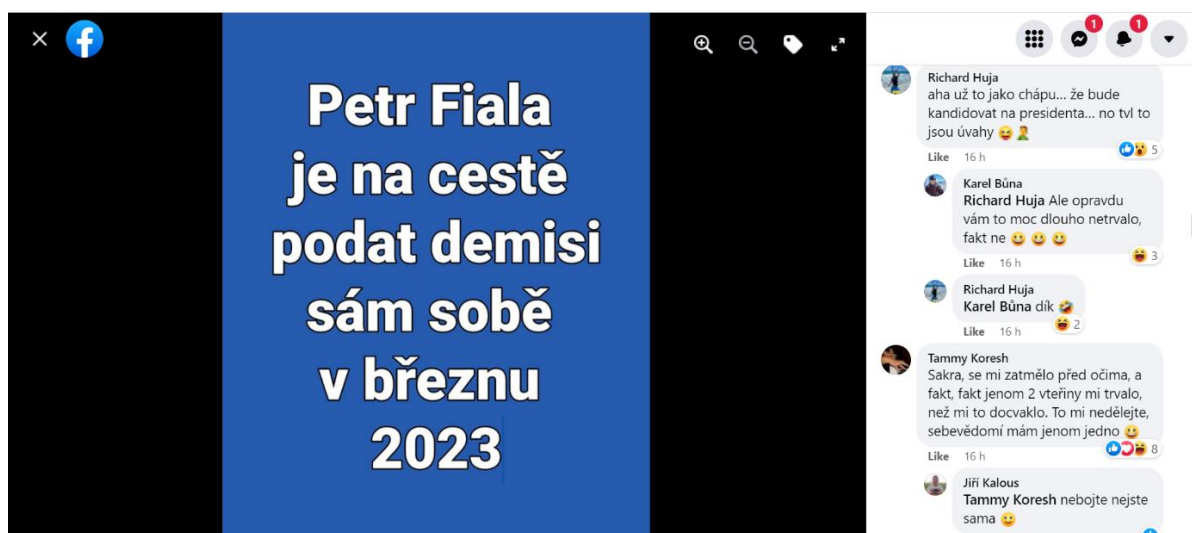 Petr Fiala
je na cestě
podat demisi
sám sobě
v březnu
2023
1
1
Richard Huja
aha už to jako chápu... že bude
kandidovat na presidenta... no tvl to
jsou úvahy 😆 🤦
Like 16 h
5
Karel Bůna
Richard Huja Ale opravdu
vám to moc dlouho netrvalo,
fakt ne 😀 😀 😀
Like 16 h
3
Richard Huja
Karel Bůna dík 🤣
Like 16 h
2
Tammy Koresh
Sakra, se mi zatmělo před očima, a
fakt, fakt jenom 2 vteřiny mi trvalo,
než mi to docvaklo. To mi nedělejte,
sebevědomí mám jenom jedno 😀
Like 16 h
8
Jiří Kalous
Tammy Koresh nebojte nejste
sama 😀